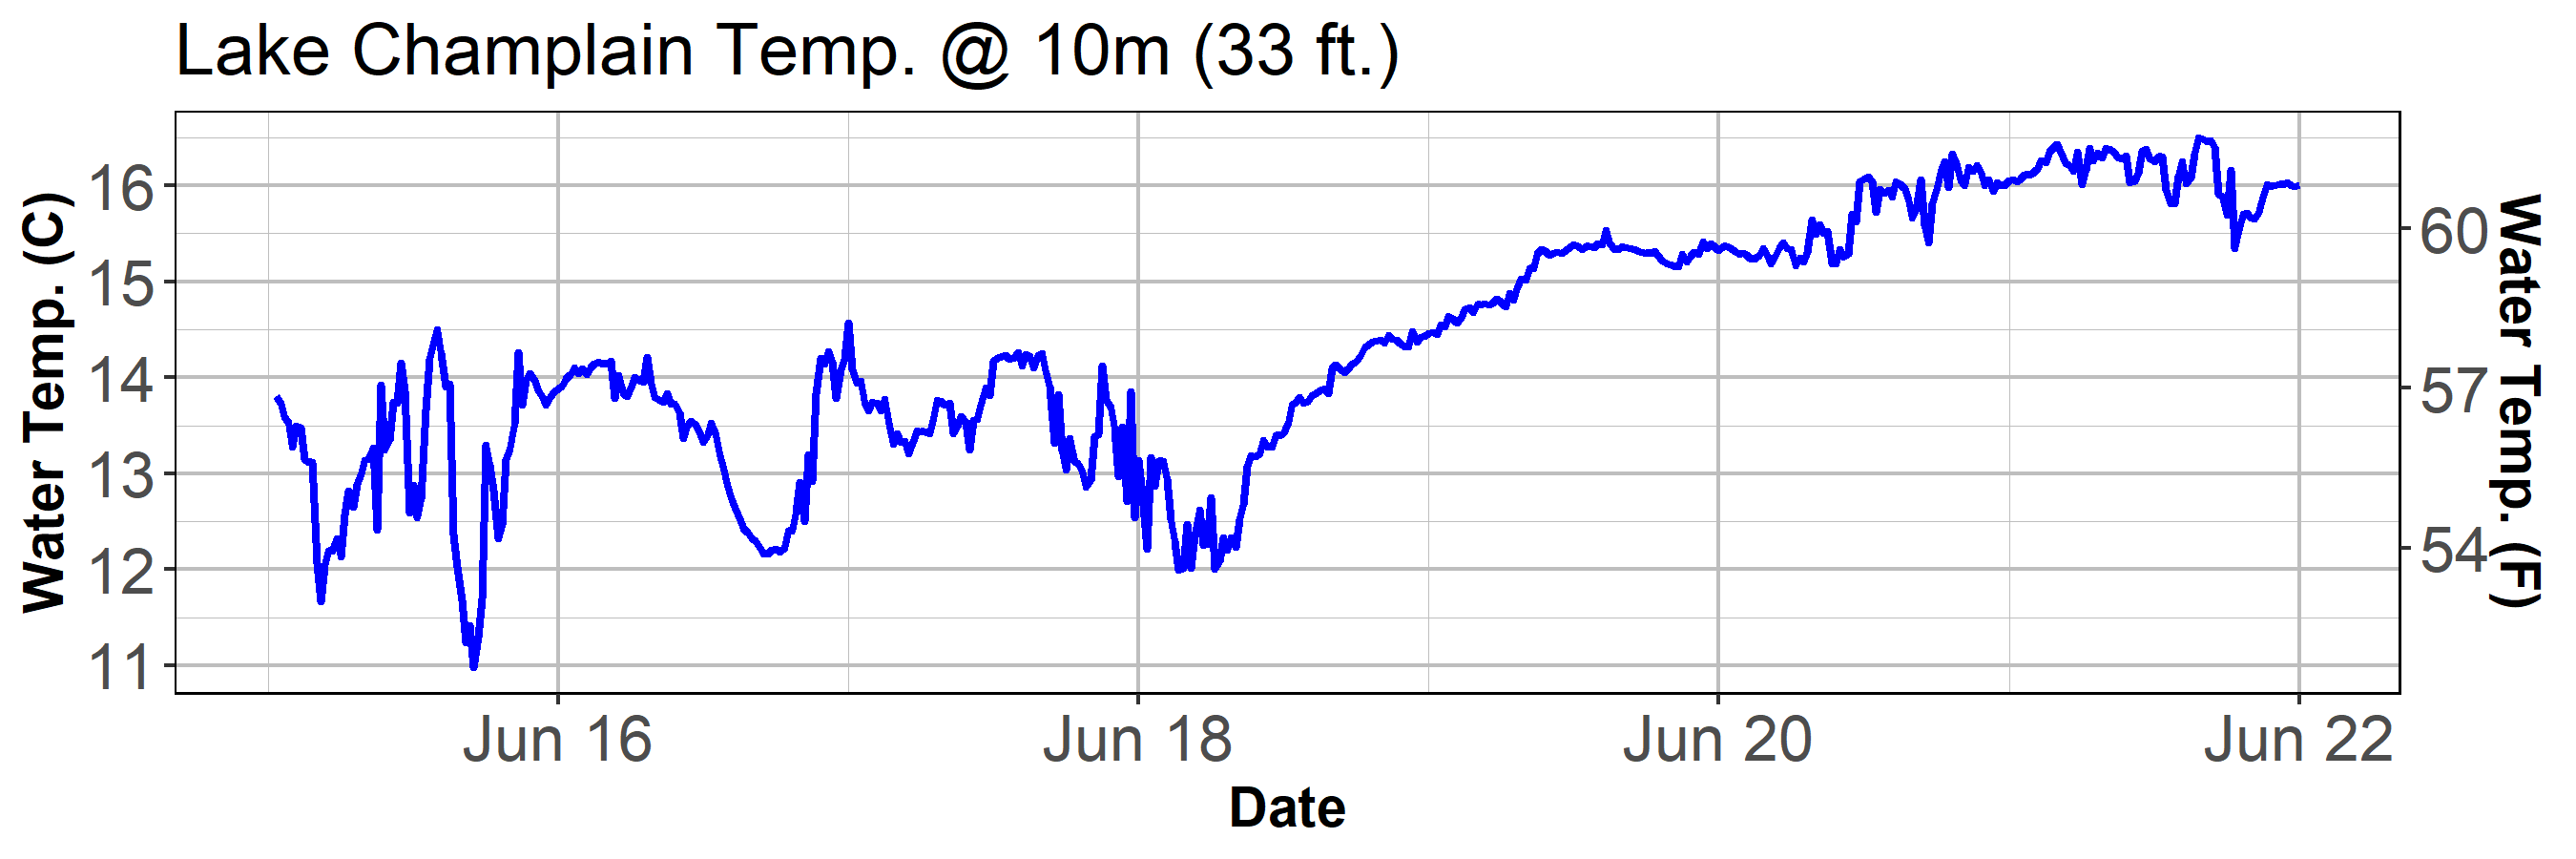 Lake Champlain Temp. @ 10m (33 ft.)
Water Temp. (C)
16
15
14
13
12
11
60
57
54
Water Temp. (F)
Jun 16
Jun 18
Jun 20
Jun 22
Date